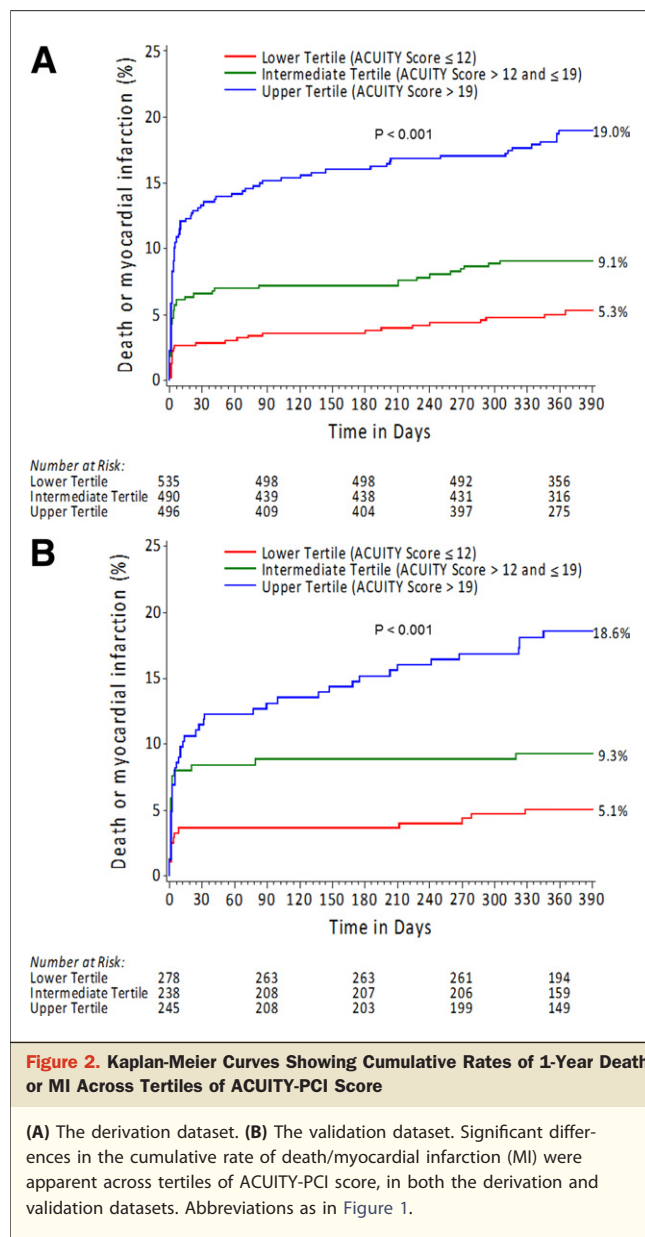 A
25
20
15
10
5
0
Death or myocardial infarction (%)
Lower Tertile (ACUITY Score ≤ 12)
Intermediate Tertile (ACUITY Score > 12 and ≤ 19)
Upper Tertile (ACUITY Score > 19)
P < 0.001
19.0%
9.1%
5.3%
0 30 60 90 120 150 180 210 240 270 300 330 360 390
Time in Days
Number at Risk:
Lower Tertile 535 498 498 492 356
Intermediate Tertile 490 439 438 431 316
Upper Tertile 496 409 404 397 275
B
25
20
15
10
5
0
Death or myocardial infarction (%)
Lower Tertile (ACUITY Score ≤ 12)
Intermediate Tertile (ACUITY Score > 12 and ≤ 19)
Upper Tertile (ACUITY Score > 19)
P < 0.001
18.6%
9.3%
5.1%
0 30 60 90 120 150 180 210 240 270 300 330 360 390
Time in Days
Number at Risk:
Lower Tertile 278 263 263 261 194
Intermediate Tertile 238 208 207 206 159
Upper Tertile 245 208 203 199 149
Figure 2. Kaplan-Meier Curves Showing Cumulative Rates of 1-Year Death
or MI Across Tertiles of ACUITY-PCI Score
(A) The derivation dataset. (B) The validation dataset. Significant differ-
ences in the cumulative rate of death/myocardial infarction (MI) were
apparent across tertiles of ACUITY-PCI score, in both the derivation and
validation datasets. Abbreviations as in Figure 1.